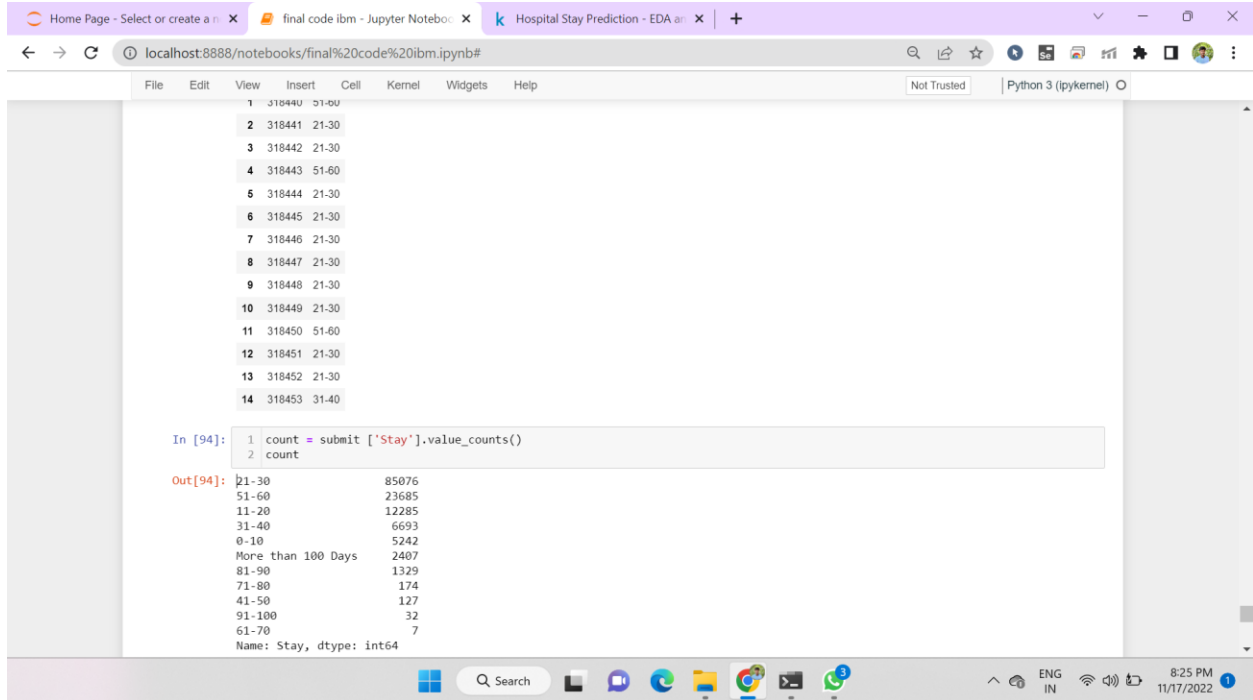 Home Page - Select or create a n
final code ibm - Jupyter Noteboo
k Hospital Stay Prediction - EDA an
localhost:8888/notebooks/final%20code%20ibm.ipynb#
File Edit View Insert Cell Kernel Widgets Help Not Trusted Python 3 (ipykernel)
1 318440 51-60
2 318441 21-30
3 318442 21-30
4 318443 51-60
5 318444 21-30
6 318445 21-30
7 318446 21-30
8 318447 21-30
9 318448 21-30
10 318449 21-30
11 318450 51-60
12 318451 21-30
13 318452 21-30
14 318453 31-40
In [94]: 1 count = submit ['Stay'].value_counts()
2 count
Out[94]: 21-30 85076
51-60 23685
11-20 12285
31-40 6693
0-10 5242
More than 100 Days 2407
81-90 1329
71-80 174
41-50 127
91-100 32
61-70 7
Name: Stay, dtype: int64
Search
3
ENG
IN
8:25 PM
11/17/2022
1